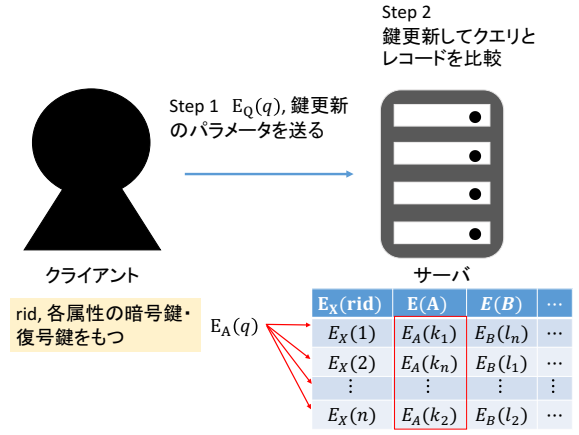 Step 2
鍵更新してクエリと
レコードを比較
Step 1 E_Q(q), 鍵更新
のパラメータを送る
クライアント
サーバ
rid, 各属性の暗号鍵・
復号鍵をもつ
E_A(q)
E_X(rid) E(A) E(B) ⋯
E_X(1) E_A(k_1) E_B(l_n) ⋯
E_X(2) E_A(k_n) E_B(l_1) ⋯
⋮ ⋮ ⋮
E_X(n) E_A(k_2) E_B(l_2) ⋯